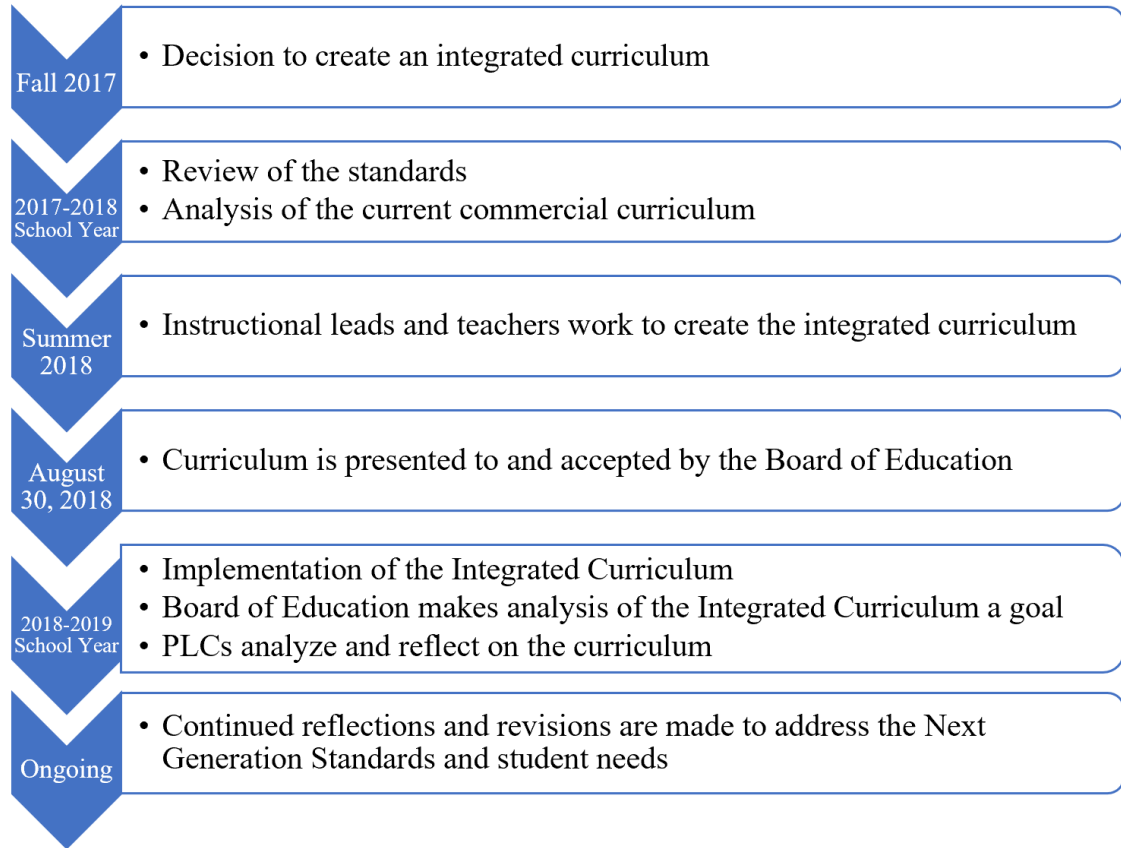 Fall 2017
• Decision to create an integrated curriculum
2017-2018
School Year
• Review of the standards
• Analysis of the current commercial curriculum
Summer
2018
• Instructional leads and teachers work to create the integrated curriculum
August
30, 2018
• Curriculum is presented to and accepted by the Board of Education
2018-2019
School Year
• Implementation of the Integrated Curriculum
• Board of Education makes analysis of the Integrated Curriculum a goal
• PLCs analyze and reflect on the curriculum
Ongoing
• Continued reflections and revisions are made to address the Next
Generation Standards and student needs